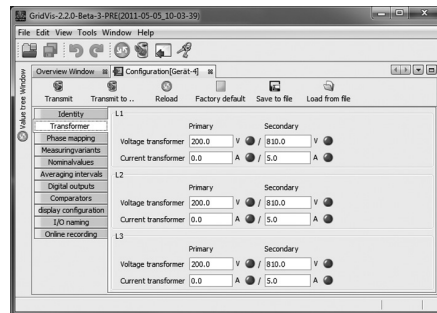 GridVis-2.2.0-Beta-3-PRE(2011-05-05_10-03-39)
File Edit View Tools Window Help
Overview Window Configuration[Gerät-4]
Value tree Window
Transmit Transmit to .. Reload Factory default Save to file Load from file
Identity
Transformer
Phase mapping
Measuringvariants
Nominalvalues
Averaging intervals
Digital outputs
Comparators
display configuration
I/O naming
Online recording
L1
Primary Secondary
Voltage transformer 200.0 V / 810.0 V
Current transformer 0.0 A / 5.0 A
L2
Primary Secondary
Voltage transformer 200.0 V / 810.0 V
Current transformer 0.0 A / 5.0 A
L3
Primary Secondary
Voltage transformer 200.0 V / 810.0 V
Current transformer 0.0 A / 5.0 A